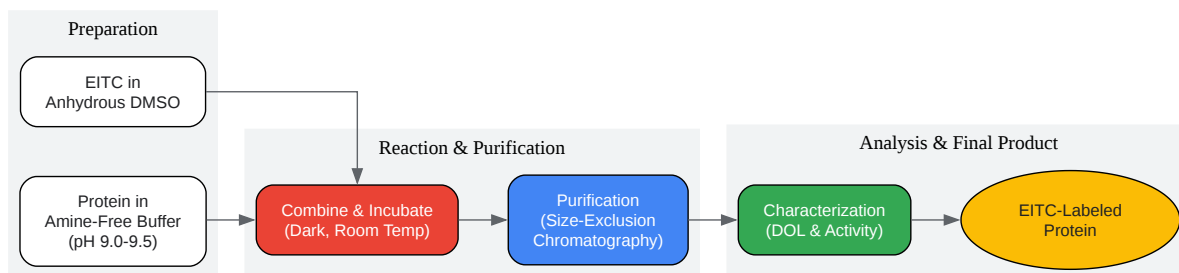 Preparation
EITC in
Anhydrous DMSO
Protein in
Amine-Free Buffer
(pH 9.0-9.5)
Reaction & Purification
Combine & Incubate
(Dark, Room Temp)
Purification
(Size-Exclusion
Chromatography)
Analysis & Final Product
Characterization
(DOL & Activity)
EITC-Labeled
Protein